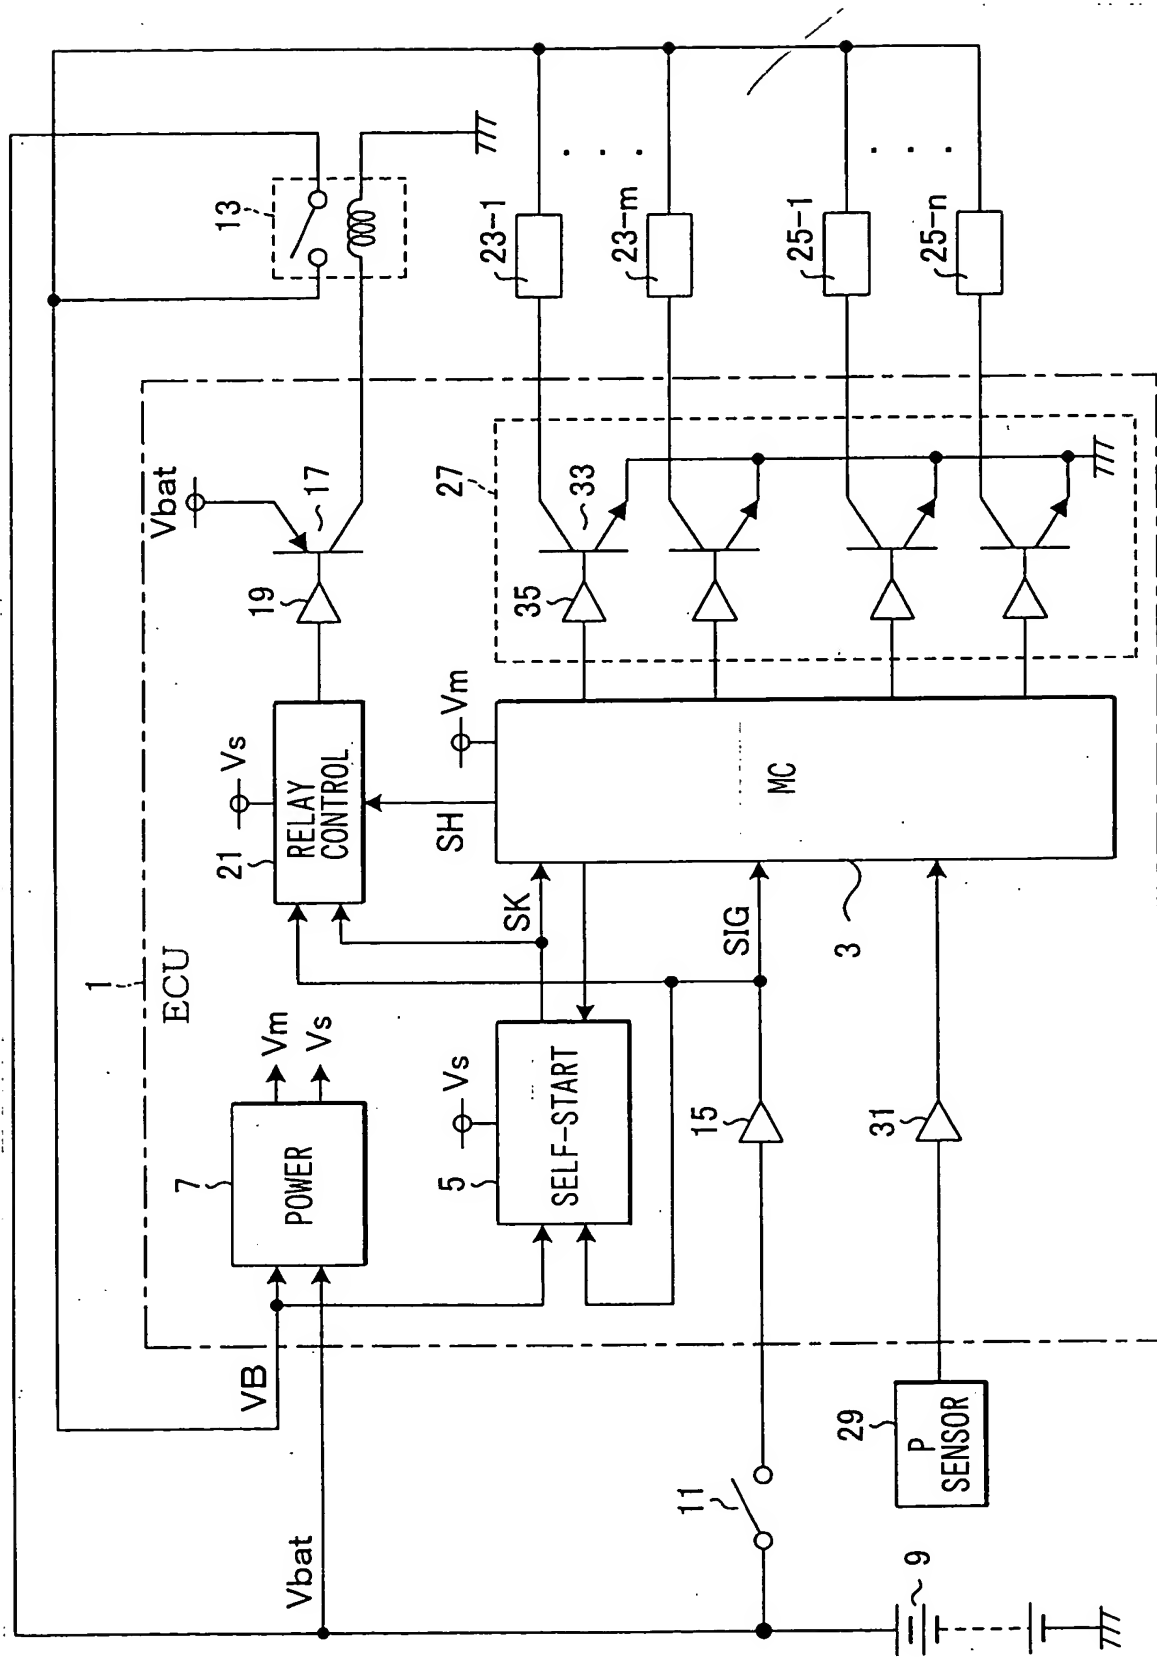 13
23-1
23-m
25-1
25-n
Vbat
17
19
27
33
35
Vs
21
RELAY
CONTROL
SH
Vm
MC
3
SK
SIG
1
ECU
Vm
Vs
7
POWER
Vs
5
SELF-START
15
31
VB
Vbat
11
29
P
SENSOR
9